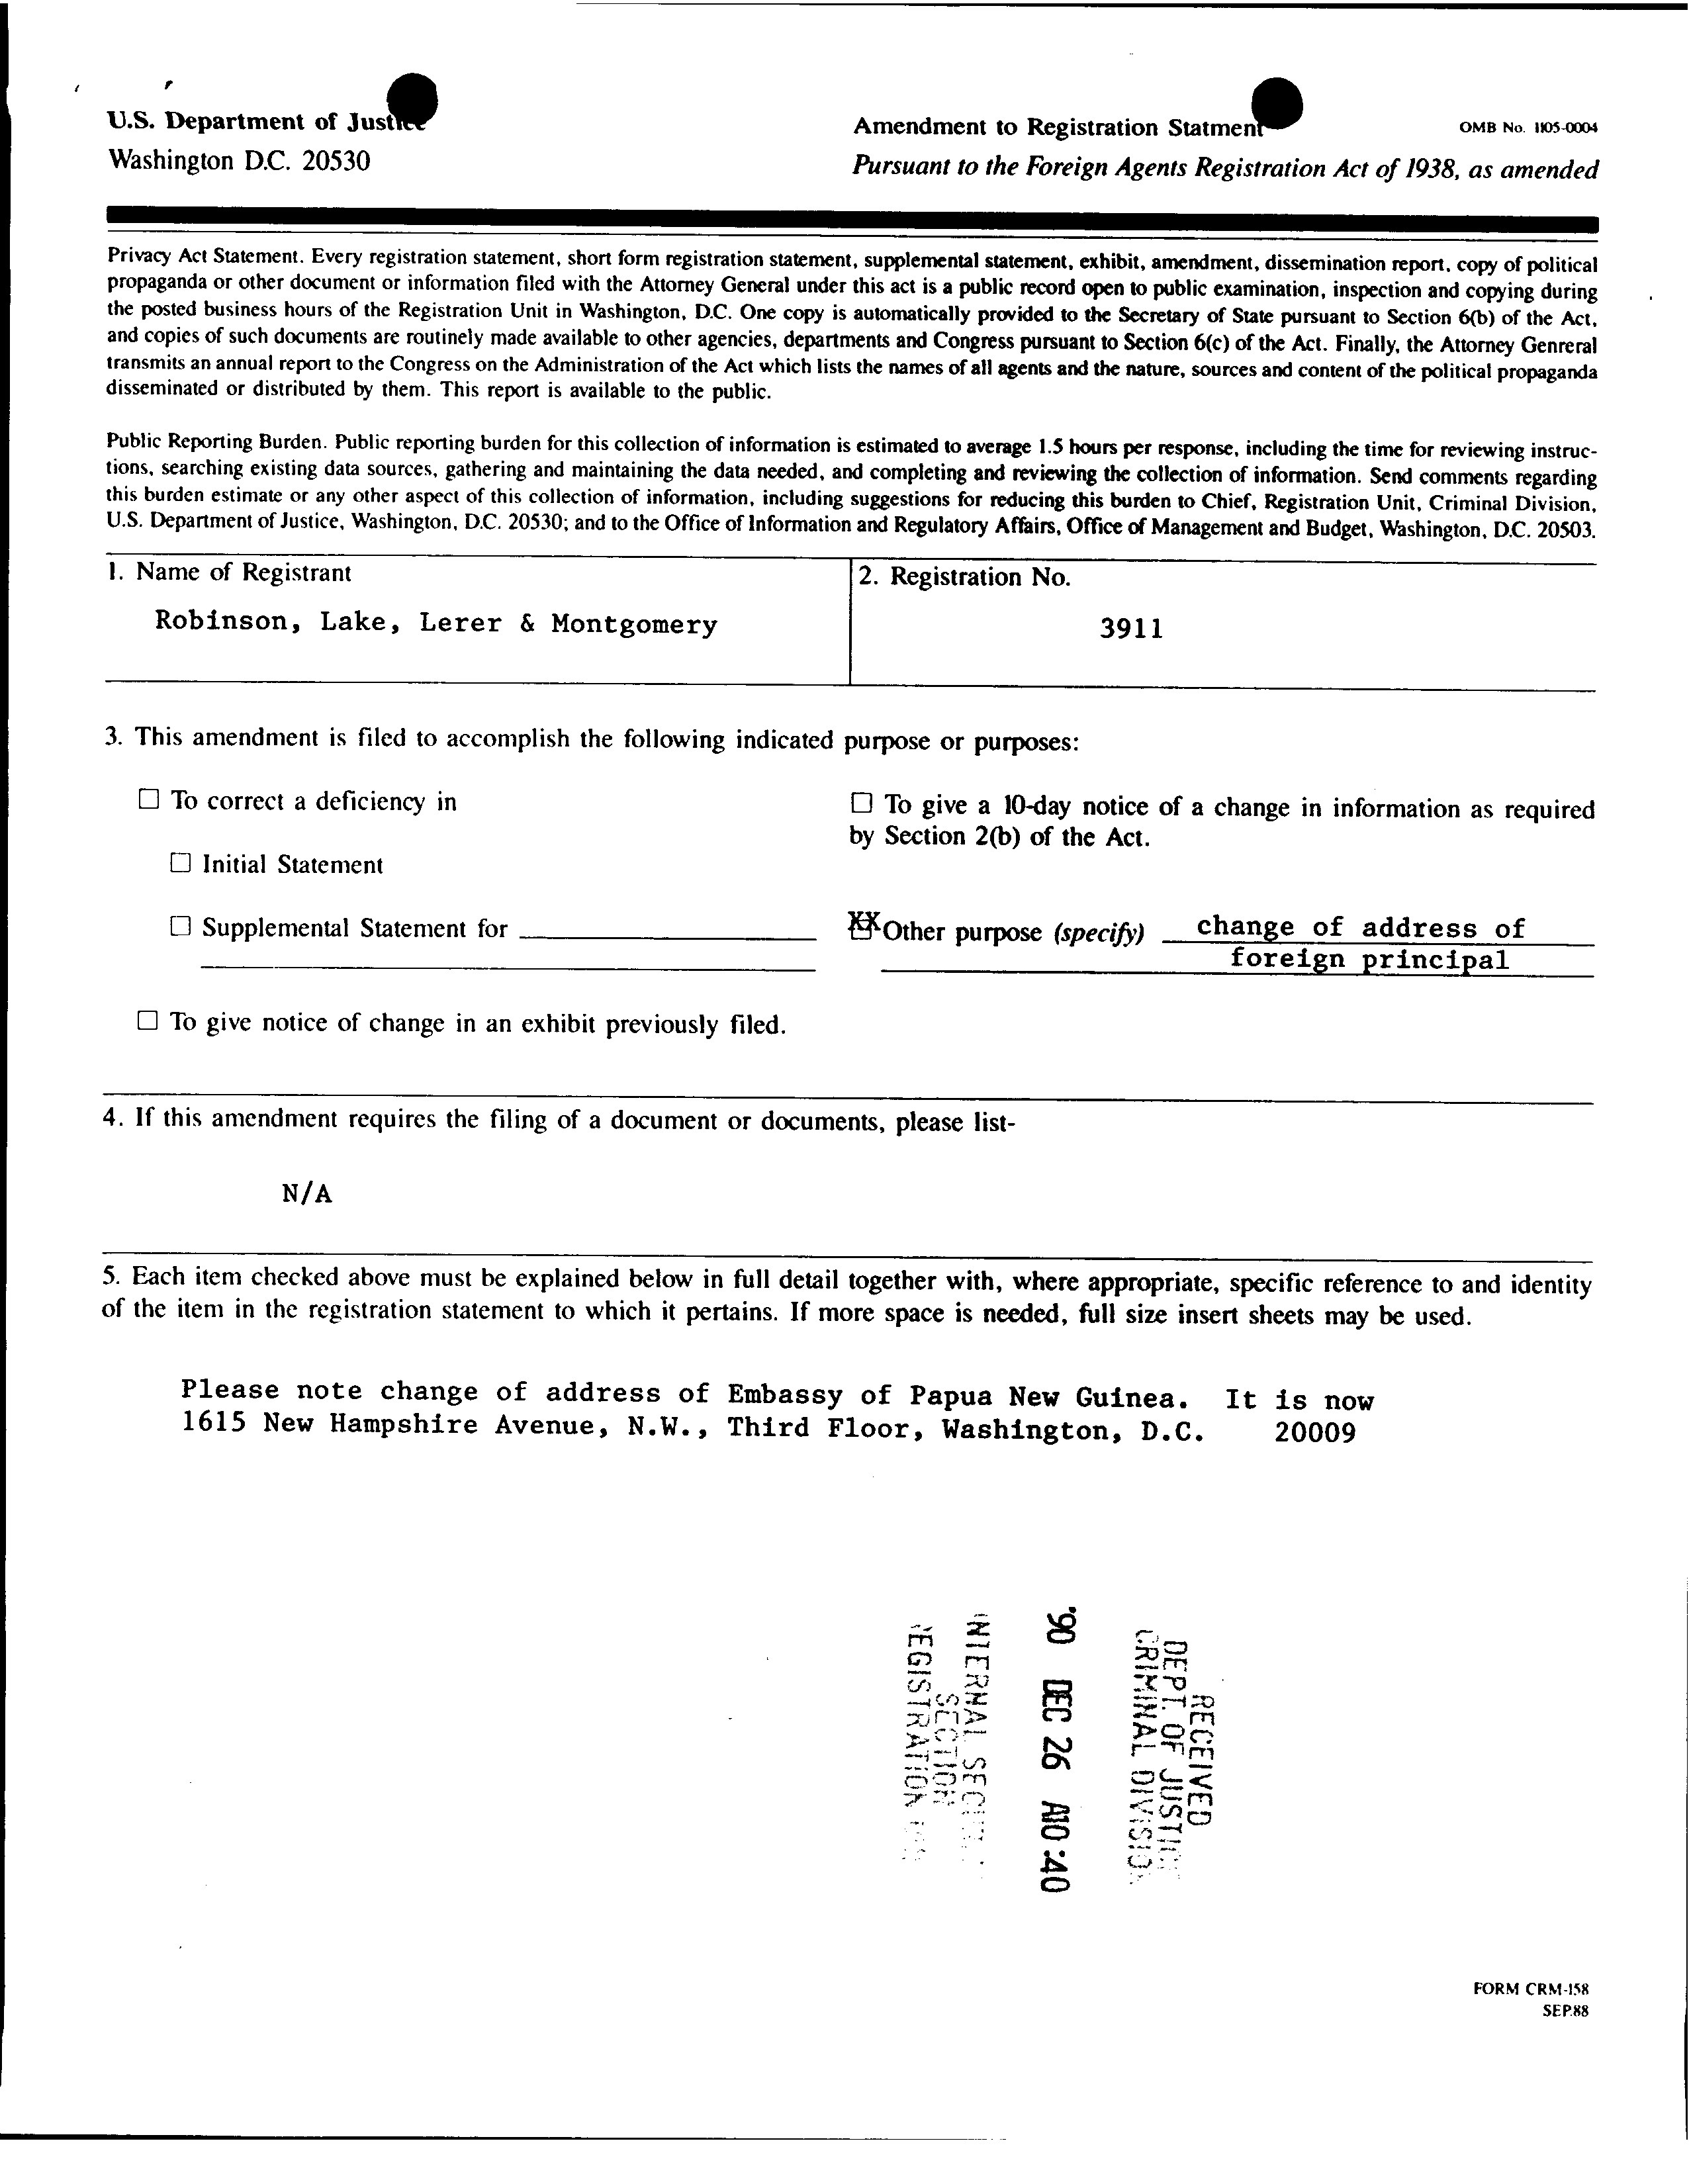 U.S. Department of Justice
Washington D.C. 20530
Amendment to Registration Statment
OMB No. 1105-0004
Pursuant to the Foreign Agents Registration Act of 1938, as amended
Privacy Act Statement. Every registration statement, short form registration statement, supplemental statement, exhibit, amendment, dissemination report, copy of political
propaganda or other document or information filed with the Attorney General under this act is a public record open to public examination, inspection and copying during
the posted business hours of the Registration Unit in Washington, D.C. One copy is automatically provided to the Secretary of State pursuant to Section 6(b) of the Act,
and copies of such documents are routinely made available to other agencies, departments and Congress pursuant to Section 6(c) of the Act. Finally, the Attorney Genreral
transmits an annual report to the Congress on the Administration of the Act which lists the names of all agents and the nature, sources and content of the political propaganda
disseminated or distributed by them. This report is available to the public.
Public Reporting Burden. Public reporting burden for this collection of information is estimated to average 1.5 hours per response, including the time for reviewing instruc-
tions, searching existing data sources, gathering and maintaining the data needed, and completing and reviewing the collection of information. Send comments regarding
this burden estimate or any other aspect of this collection of information, including suggestions for reducing this burden to Chief, Registration Unit, Criminal Division,
U.S. Department of Justice, Washington, D.C. 20530; and to the Office of Information and Regulatory Affairs, Office of Management and Budget, Washington, D.C. 20503.
1. Name of Registrant
Robinson, Lake, Lerer & Montgomery
2. Registration No.
3911
3. This amendment is filed to accomplish the following indicated purpose or purposes:
☐ To correct a deficiency in
☐ Initial Statement
☐ Supplemental Statement for
☐ To give notice of change in an exhibit previously filed.
☐ To give a 10-day notice of a change in information as required
by Section 2(b) of the Act.
XX Other purpose (specify) change of address of
foreign principal
4. If this amendment requires the filing of a document or documents, please list-
N/A
5. Each item checked above must be explained below in full detail together with, where appropriate, specific reference to and identity
of the item in the registration statement to which it pertains. If more space is needed, full size insert sheets may be used.
Please note change of address of Embassy of Papua New Guinea. It is now
1615 New Hampshire Avenue, N.W., Third Floor, Washington, D.C. 20009
RECEIVED
DEPT. OF JUSTIC
CRIMINAL DIVISIO
'90 DEC 26 A10:40
INTERNAL SEC
SECTION
REGISTRATION
FORM CRM-158
SEP.88